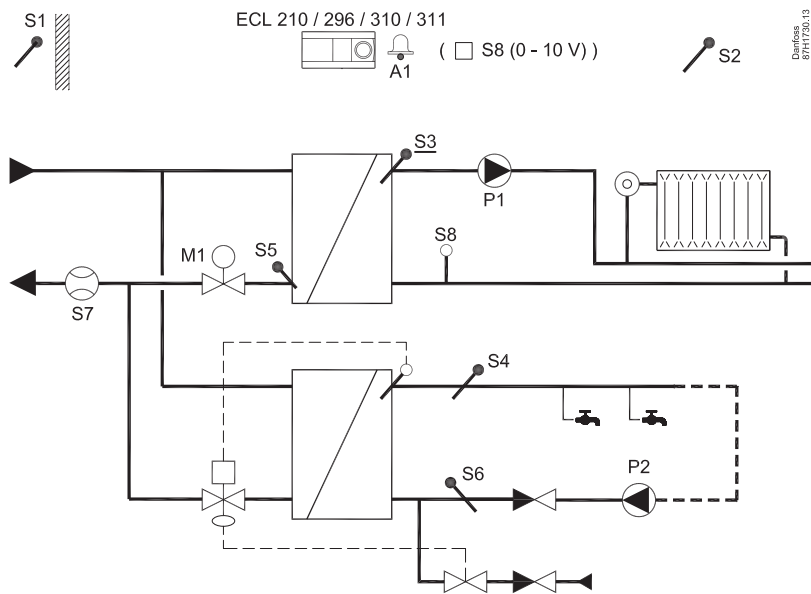 S1
ECL 210 / 296 / 310 / 311
A1
( □ S8 (0 - 10 V) )
S2
Danfoss
87H1730.13
S3
P1
M1
S5
S8
S7
S4
S6
P2